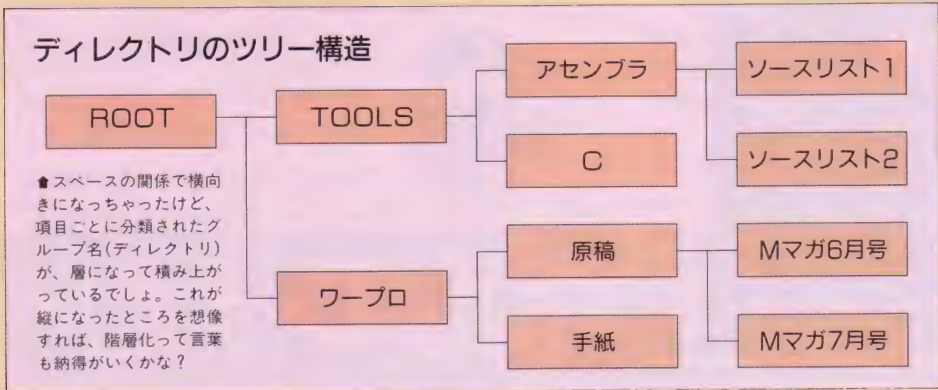 ディレクトリのツリー構造
ROOT
TOOLS
アセンブラ
ソースリスト1
C
ソースリスト2
ワープロ
原稿
Mマガ6月号
手紙
Mマガ7月号
スペースの関係で横向
きになっちゃったけど、
項目ごとに分類されたグ
ループ名(ディレクトリ)
が、層になって積み上が
っているでしょ。これが
縦になったところを想像
すれば、階層化って言葉
も納得がいくかな?